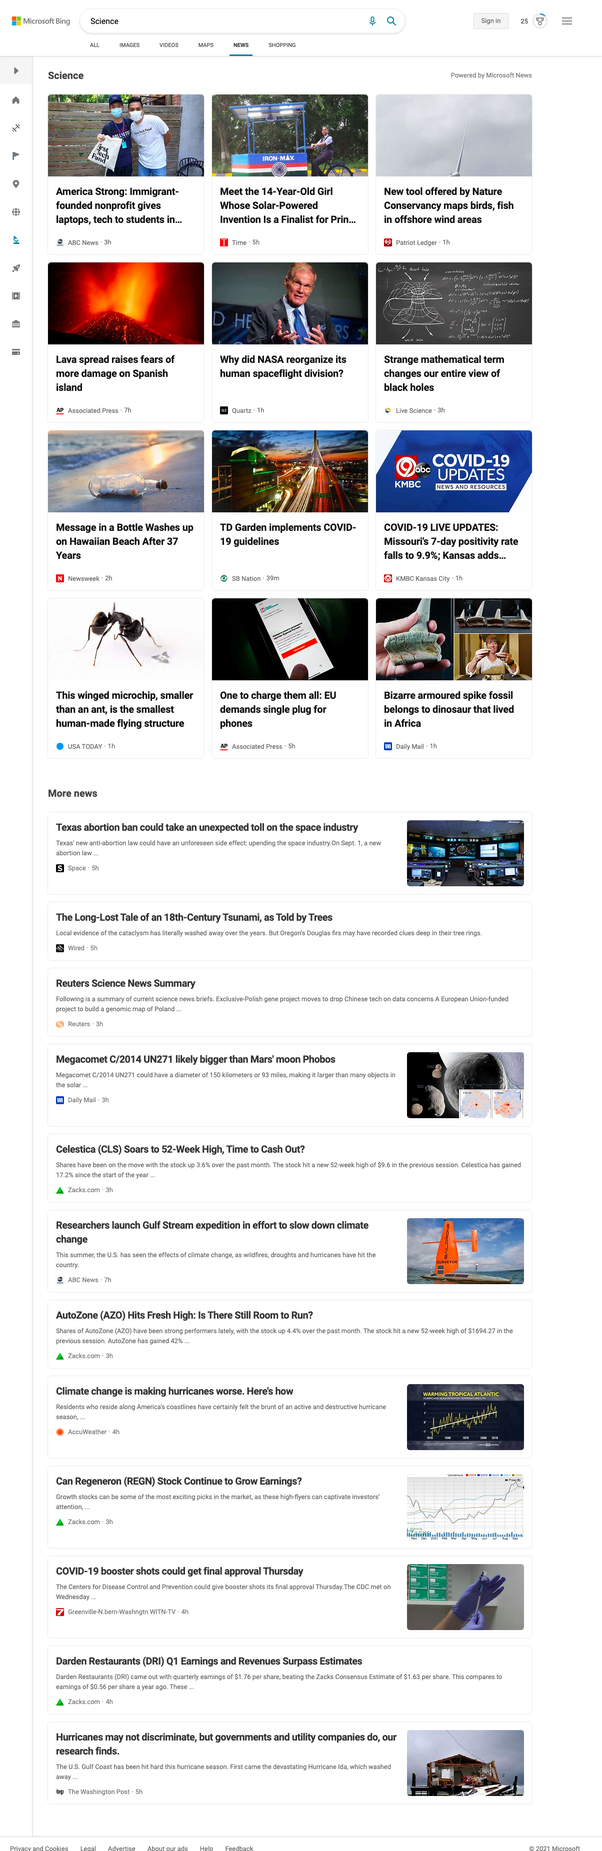 Microsoft Bing
Science
Sign in
25
ALL IMAGES VIDEOS MAPS NEWS SHOPPING
Science
Powered by Microsoft News
America Strong: Immigrant-
founded nonprofit gives
laptops, tech to students in...
ABC News · 3h
IRON-MAX
Meet the 14-Year-Old Girl
Whose Solar-Powered
Invention Is a Finalist for Prin...
Time · 5h
New tool offered by Nature
Conservancy maps birds, fish
in offshore wind areas
Patriot Ledger · 1h
Lava spread raises fears of
more damage on Spanish
island
AP Associated Press · 7h
Why did NASA reorganize its
human spaceflight division?
Quartz · 1h
Strange mathematical term
changes our entire view of
black holes
Live Science · 3h
Message in a Bottle Washes up
on Hawaiian Beach After 37
Years
Newsweek · 2h
TD Garden implements COVID-
19 guidelines
SB Nation · 39m
9 abc
KMBC
COVID-19
UPDATES
NEWS AND RESOURCES
COVID-19 LIVE UPDATES:
Missouri's 7-day positivity rate
falls to 9.9%; Kansas adds...
KMBC Kansas City · 1h
This winged microchip, smaller
than an ant, is the smallest
human-made flying structure
USA TODAY · 1h
One to charge them all: EU
demands single plug for
phones
AP Associated Press · 5h
Bizarre armoured spike fossil
belongs to dinosaur that lived
in Africa
Daily Mail · 1h
More news
Texas abortion ban could take an unexpected toll on the space industry
Texas' new anti-abortion law could have an unforeseen side effect: upending the space industry.On Sept. 1, a new
abortion law ...
Space · 5h
The Long-Lost Tale of an 18th-Century Tsunami, as Told by Trees
Local evidence of the cataclysm has literally washed away over the years. But Oregon's Douglas firs may have recorded clues deep in their tree rings.
Wired · 5h
Reuters Science News Summary
Following is a summary of current science news briefs. Exclusive-Polish gene project moves to drop Chinese tech on data concerns A European Union-funded
project to build a genomic map of Poland ...
Reuters · 3h
Megacomet C/2014 UN271 likely bigger than Mars' moon Phobos
Megacomet C/2014 UN271 could have a diameter of 150 kilometers or 93 miles, making it larger than many objects in
the solar ...
Daily Mail · 3h
Celestica (CLS) Soars to 52-Week High, Time to Cash Out?
Shares have been on the move with the stock up 3.6% over the past month. The stock hit a new 52-week high of $9.6 in the previous session. Celestica has gained
17.2% since the start of the year ...
Zacks.com · 3h
Researchers launch Gulf Stream expedition in effort to slow down climate
change
This summer, the U.S. has seen the effects of climate change, as wildfires, droughts and hurricanes have hit the
country.
ABC News · 7h
SURVEYOR
AutoZone (AZO) Hits Fresh High: Is There Still Room to Run?
Shares of AutoZone (AZO) have been strong performers lately, with the stock up 4.4% over the past month. The stock hit a new 52-week high of $1694.27 in the
previous session. AutoZone has gained 42% ...
Zacks.com · 3h
Climate change is making hurricanes worse. Here's how
Residents who reside along America's coastlines have certainly felt the brunt of an active and destructive hurricane
season, ...
AccuWeather · 4h
WARMING TROPICAL ATLANTIC
Can Regeneron (REGN) Stock Continue to Grow Earnings?
Growth stocks can be some of the most exciting picks in the market, as these high-flyers can captivate investors'
attention, ...
Zacks.com · 3h
COVID-19 booster shots could get final approval Thursday
The Centers for Disease Control and Prevention could give booster shots its final approval Thursday.The CDC met on
Wednesday ...
Greenville-N.bern-Washngtn WITN-TV · 4h
Darden Restaurants (DRI) Q1 Earnings and Revenues Surpass Estimates
Darden Restaurants (DRI) came out with quarterly earnings of $1.76 per share, beating the Zacks Consensus Estimate of $1.63 per share. This compares to
earnings of $0.56 per share a year ago. These ...
Zacks.com · 4h
Hurricanes may not discriminate, but governments and utility companies do, our
research finds.
The U.S. Gulf Coast has been hit hard this hurricane season. First came the devastating Hurricane Ida, which washed
away ...
wp The Washington Post · 5h
Privacy and Cookies Legal Advertise About our ads Help Feedback
© 2021 Microsoft